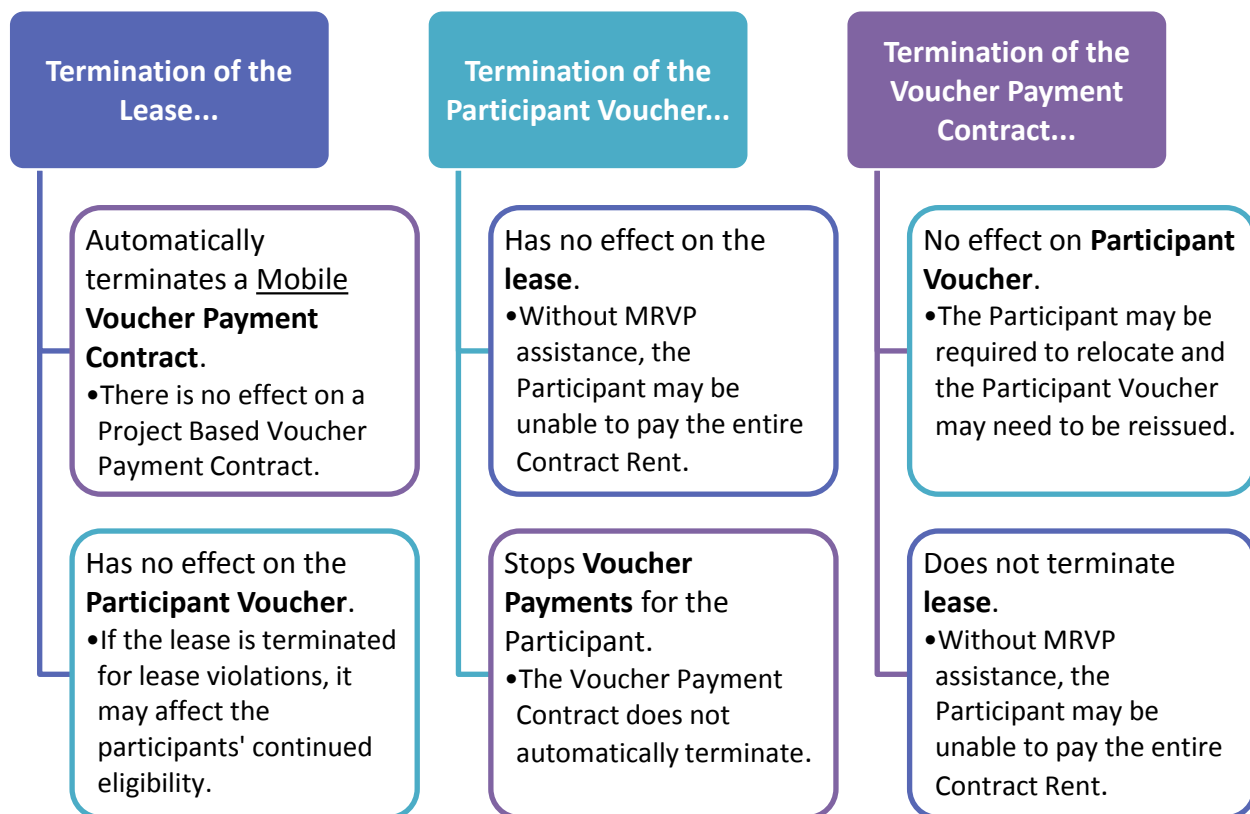 Termination of the
Lease...
Automatically
terminates a Mobile
Voucher Payment
Contract.
•There is no effect on a
Project Based Voucher
Payment Contract.
Has no effect on the
Participant Voucher.
•If the lease is terminated
for lease violations, it
may affect the
participants' continued
eligibility.
Termination of the
Participant Voucher...
Has no effect on the
lease.
•Without MRVP
assistance, the
Participant may be
unable to pay the entire
Contract Rent.
Stops Voucher
Payments for the
Participant.
•The Voucher Payment
Contract does not
automatically terminate.
Termination of the
Voucher Payment
Contract...
No effect on Participant
Voucher.
•The Participant may be
required to relocate and
the Participant Voucher
may need to be reissued.
Does not terminate
lease.
•Without MRVP
assistance, the
Participant may be
unable to pay the entire
Contract Rent.